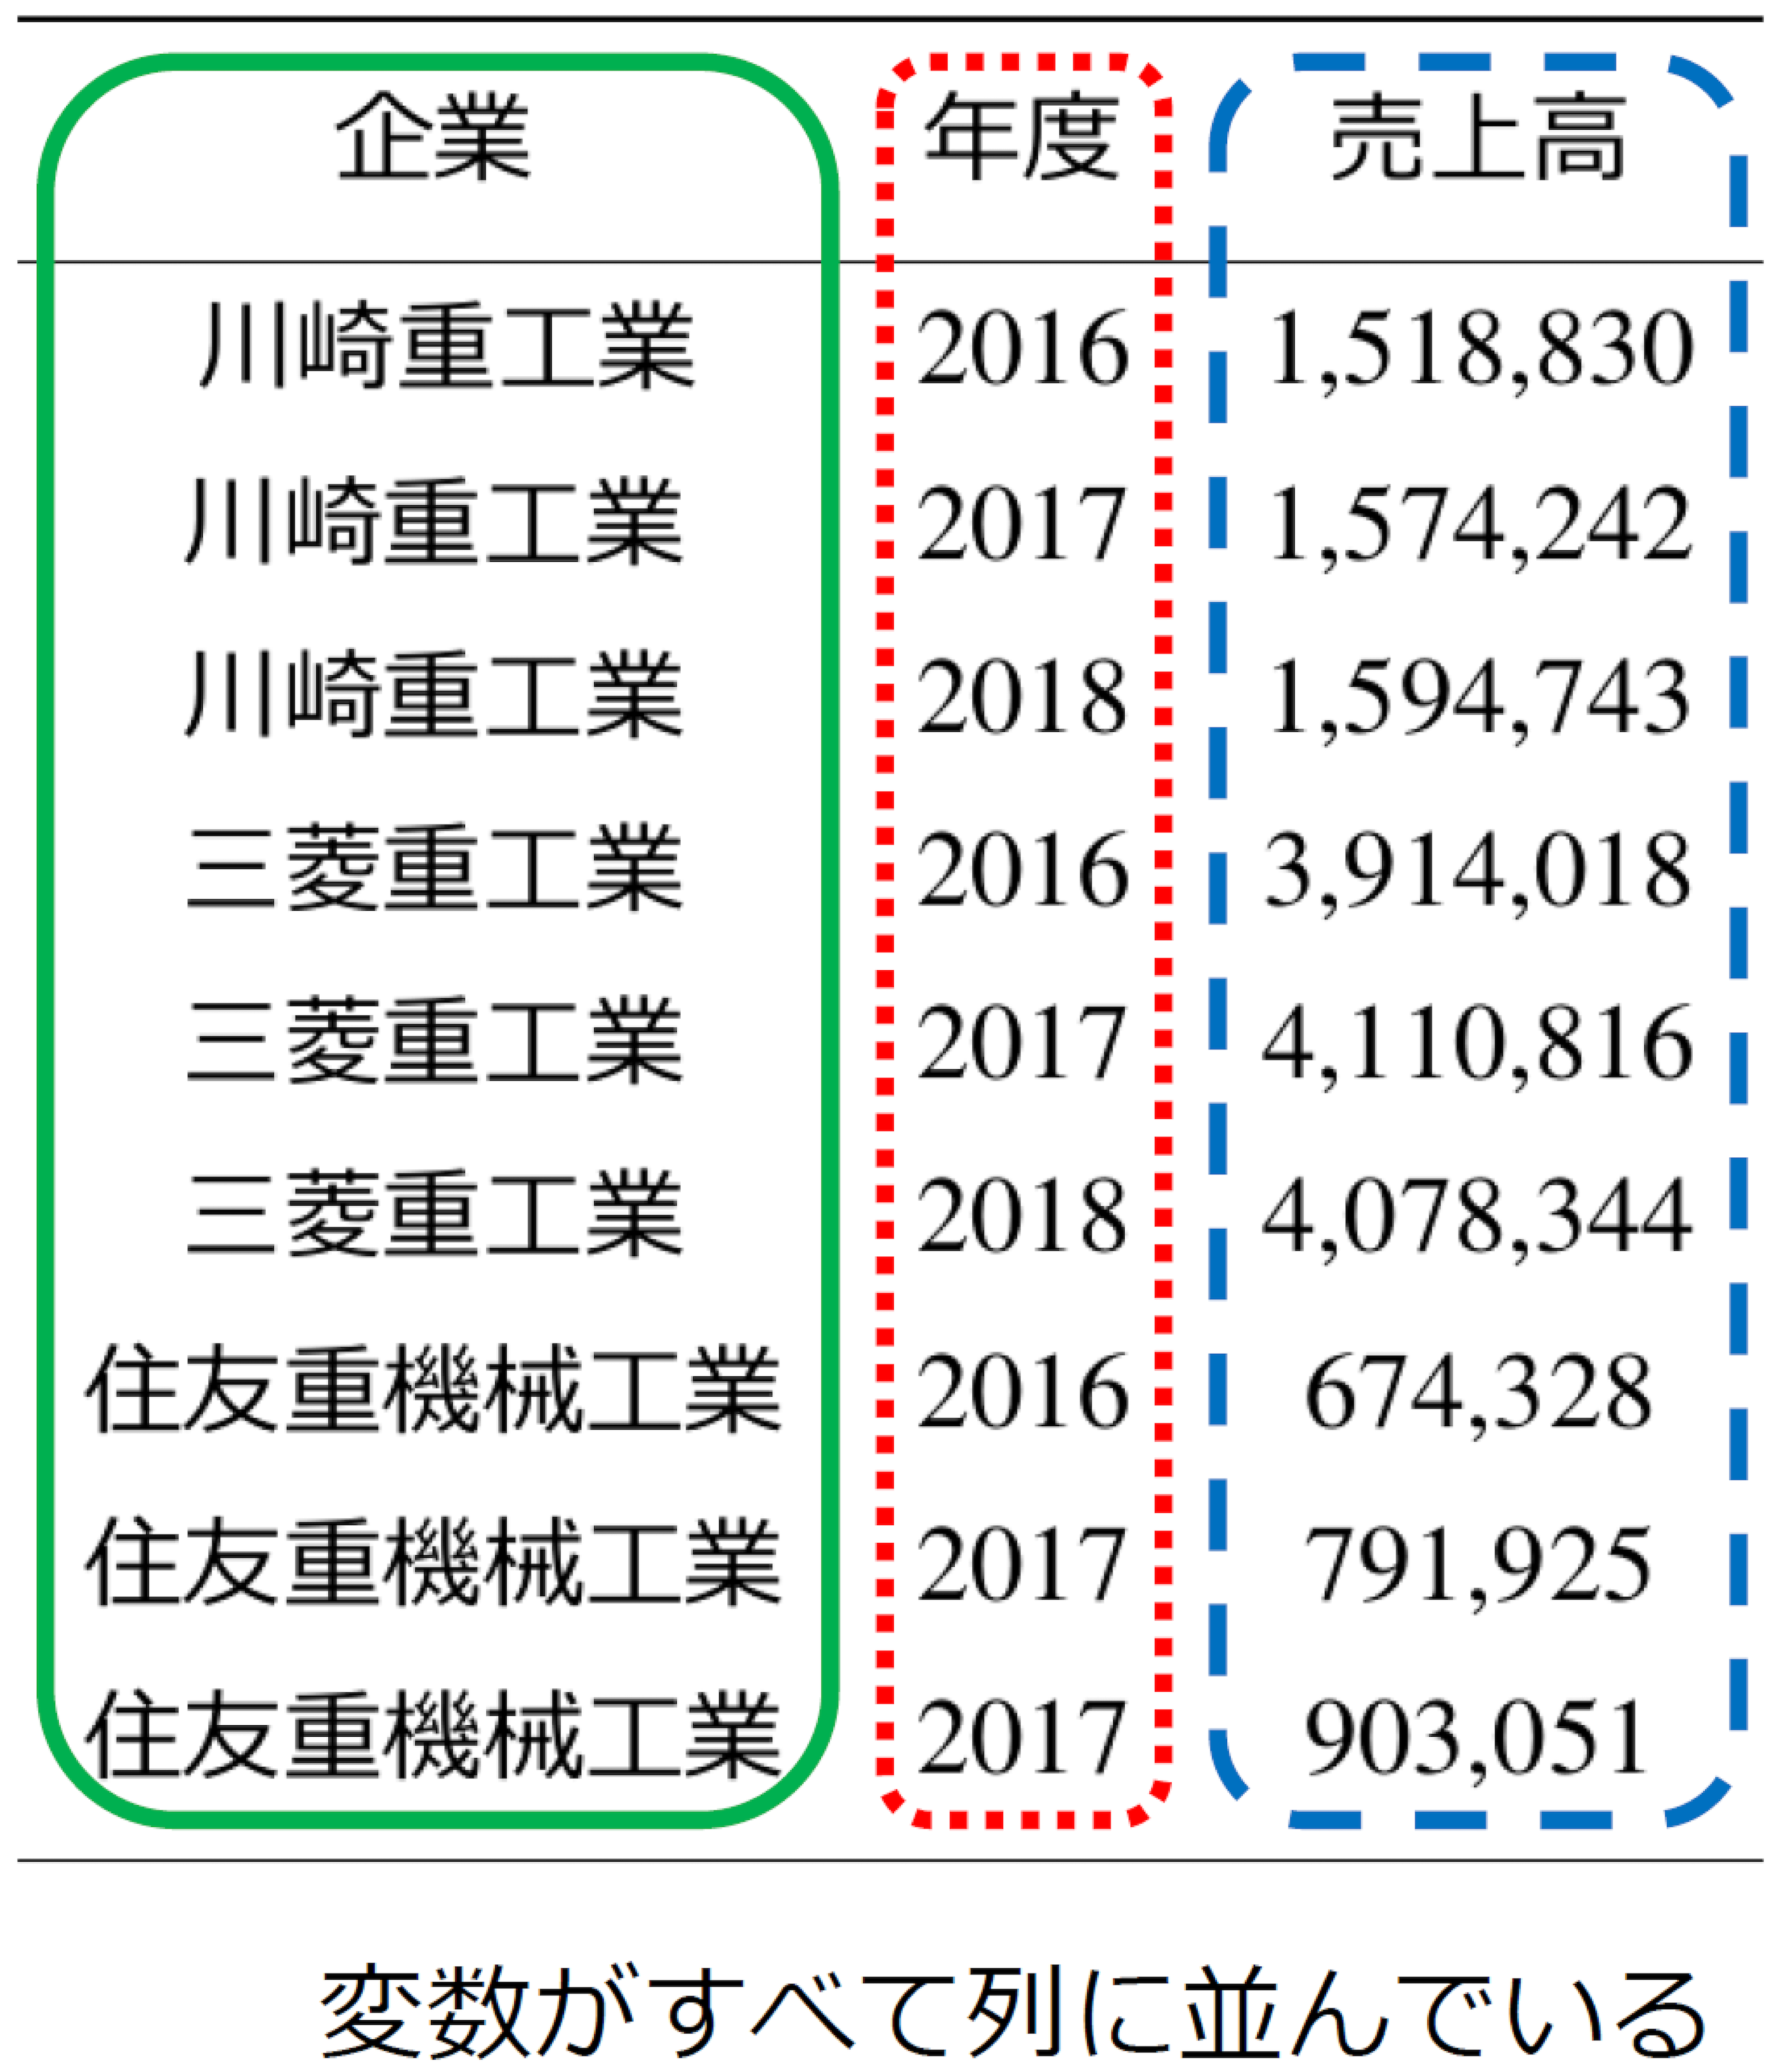 企業 年度 売上高
川崎重工業 2016 1,518,830
川崎重工業 2017 1,574,242
川崎重工業 2018 1,594,743
三菱重工業 2016 3,914,018
三菱重工業 2017 4,110,816
三菱重工業 2018 4,078,344
住友重機械工業 2016 674,328
住友重機械工業 2017 791,925
住友重機械工業 2017 903,051
変数がすべて列に並んでいる